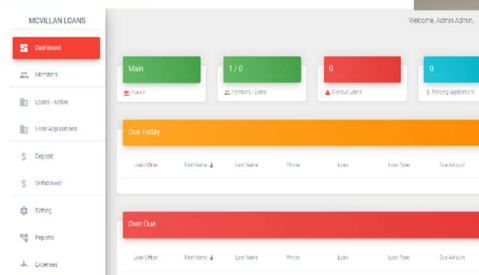 MCVILLAN LOANS
Welcome, Admin Admin.
Dashboard
Members
Loans - Active
Loan Applications
Deposit
Withdrawal
Setting
Reports
Expenses
Main
Branch
1 / 0
Members / Loans
0
Overdue Loans
0
Pending Applications
Due Today
Loan Officer First Name Last Name Phone Loan Loan Type Due Amount
Over Due
Loan Officer First Name Last Name Phone Loan Loan Type Due Amount